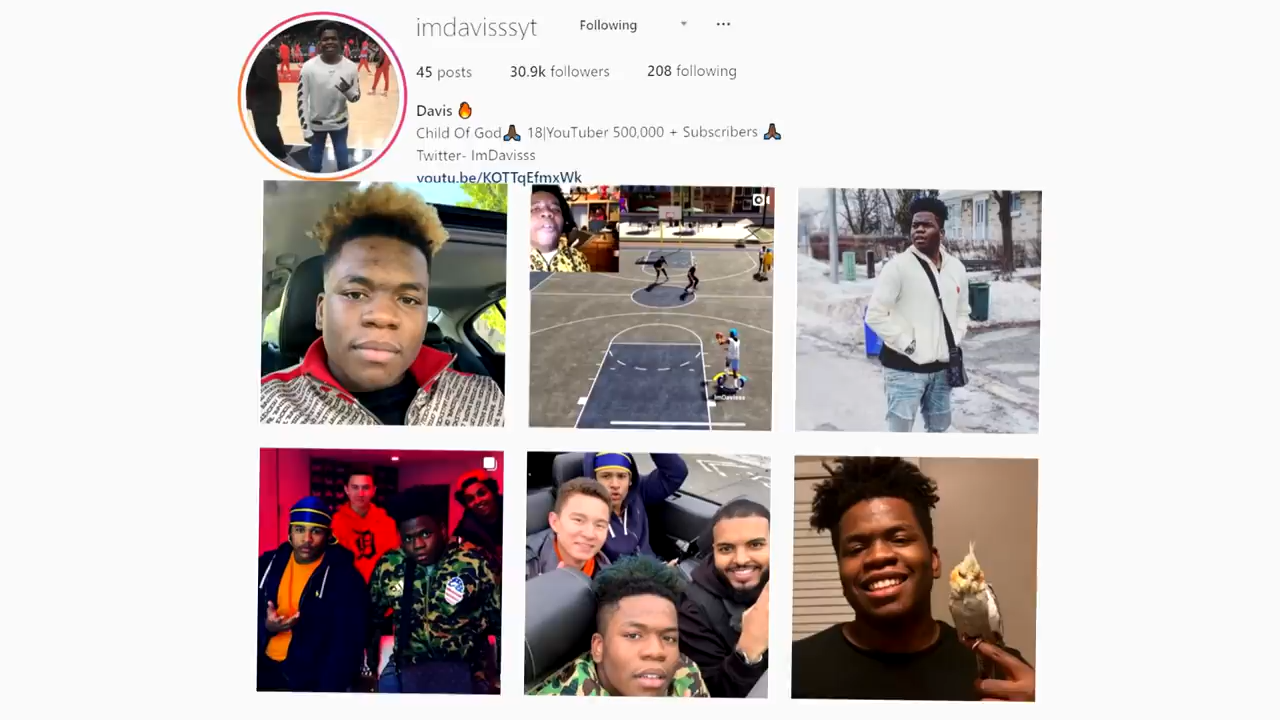 imdavisssyt Following
45 posts 30.9k followers 208 following
Davis 🔥
Child Of God🙏🏾 18|YouTuber 500,000 + Subscribers 🙏🏾
Twitter- ImDavisss
youtu.be/KOTTqEfmxWk
ImDavisss